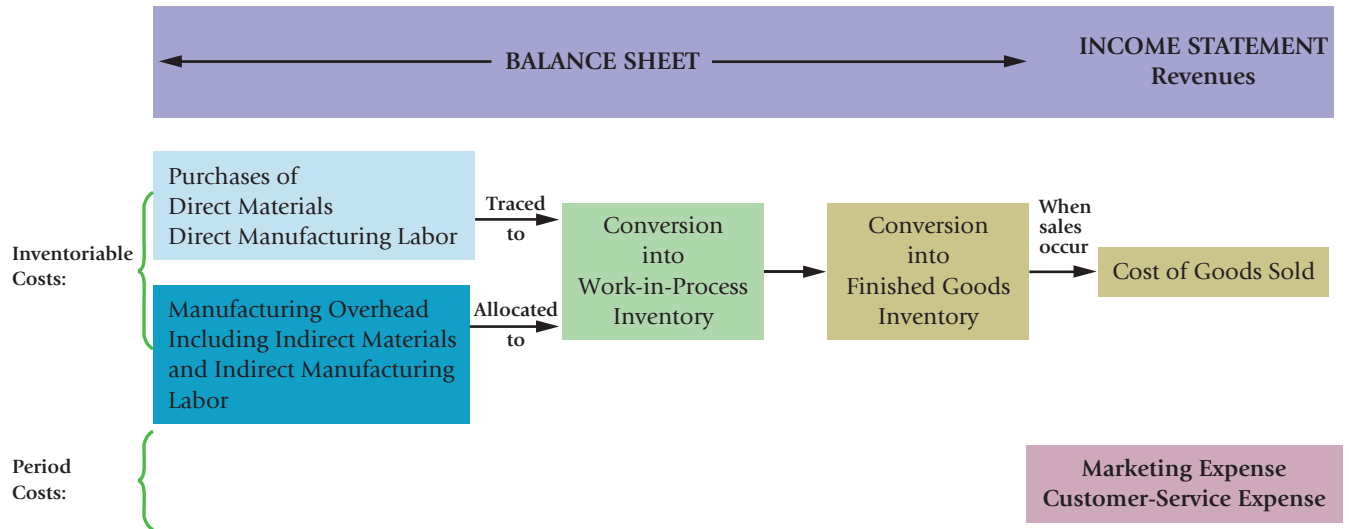 BALANCE SHEET
INCOME STATEMENT
Revenues
Inventoriable
Costs:
Purchases of
Direct Materials
Direct Manufacturing Labor
Traced
to
Manufacturing Overhead
Including Indirect Materials
and Indirect Manufacturing
Labor
Allocated
to
Conversion
into
Work-in-Process
Inventory
Conversion
into
Finished Goods
Inventory
When
sales
occur
Cost of Goods Sold
Period
Costs:
Marketing Expense
Customer-Service Expense